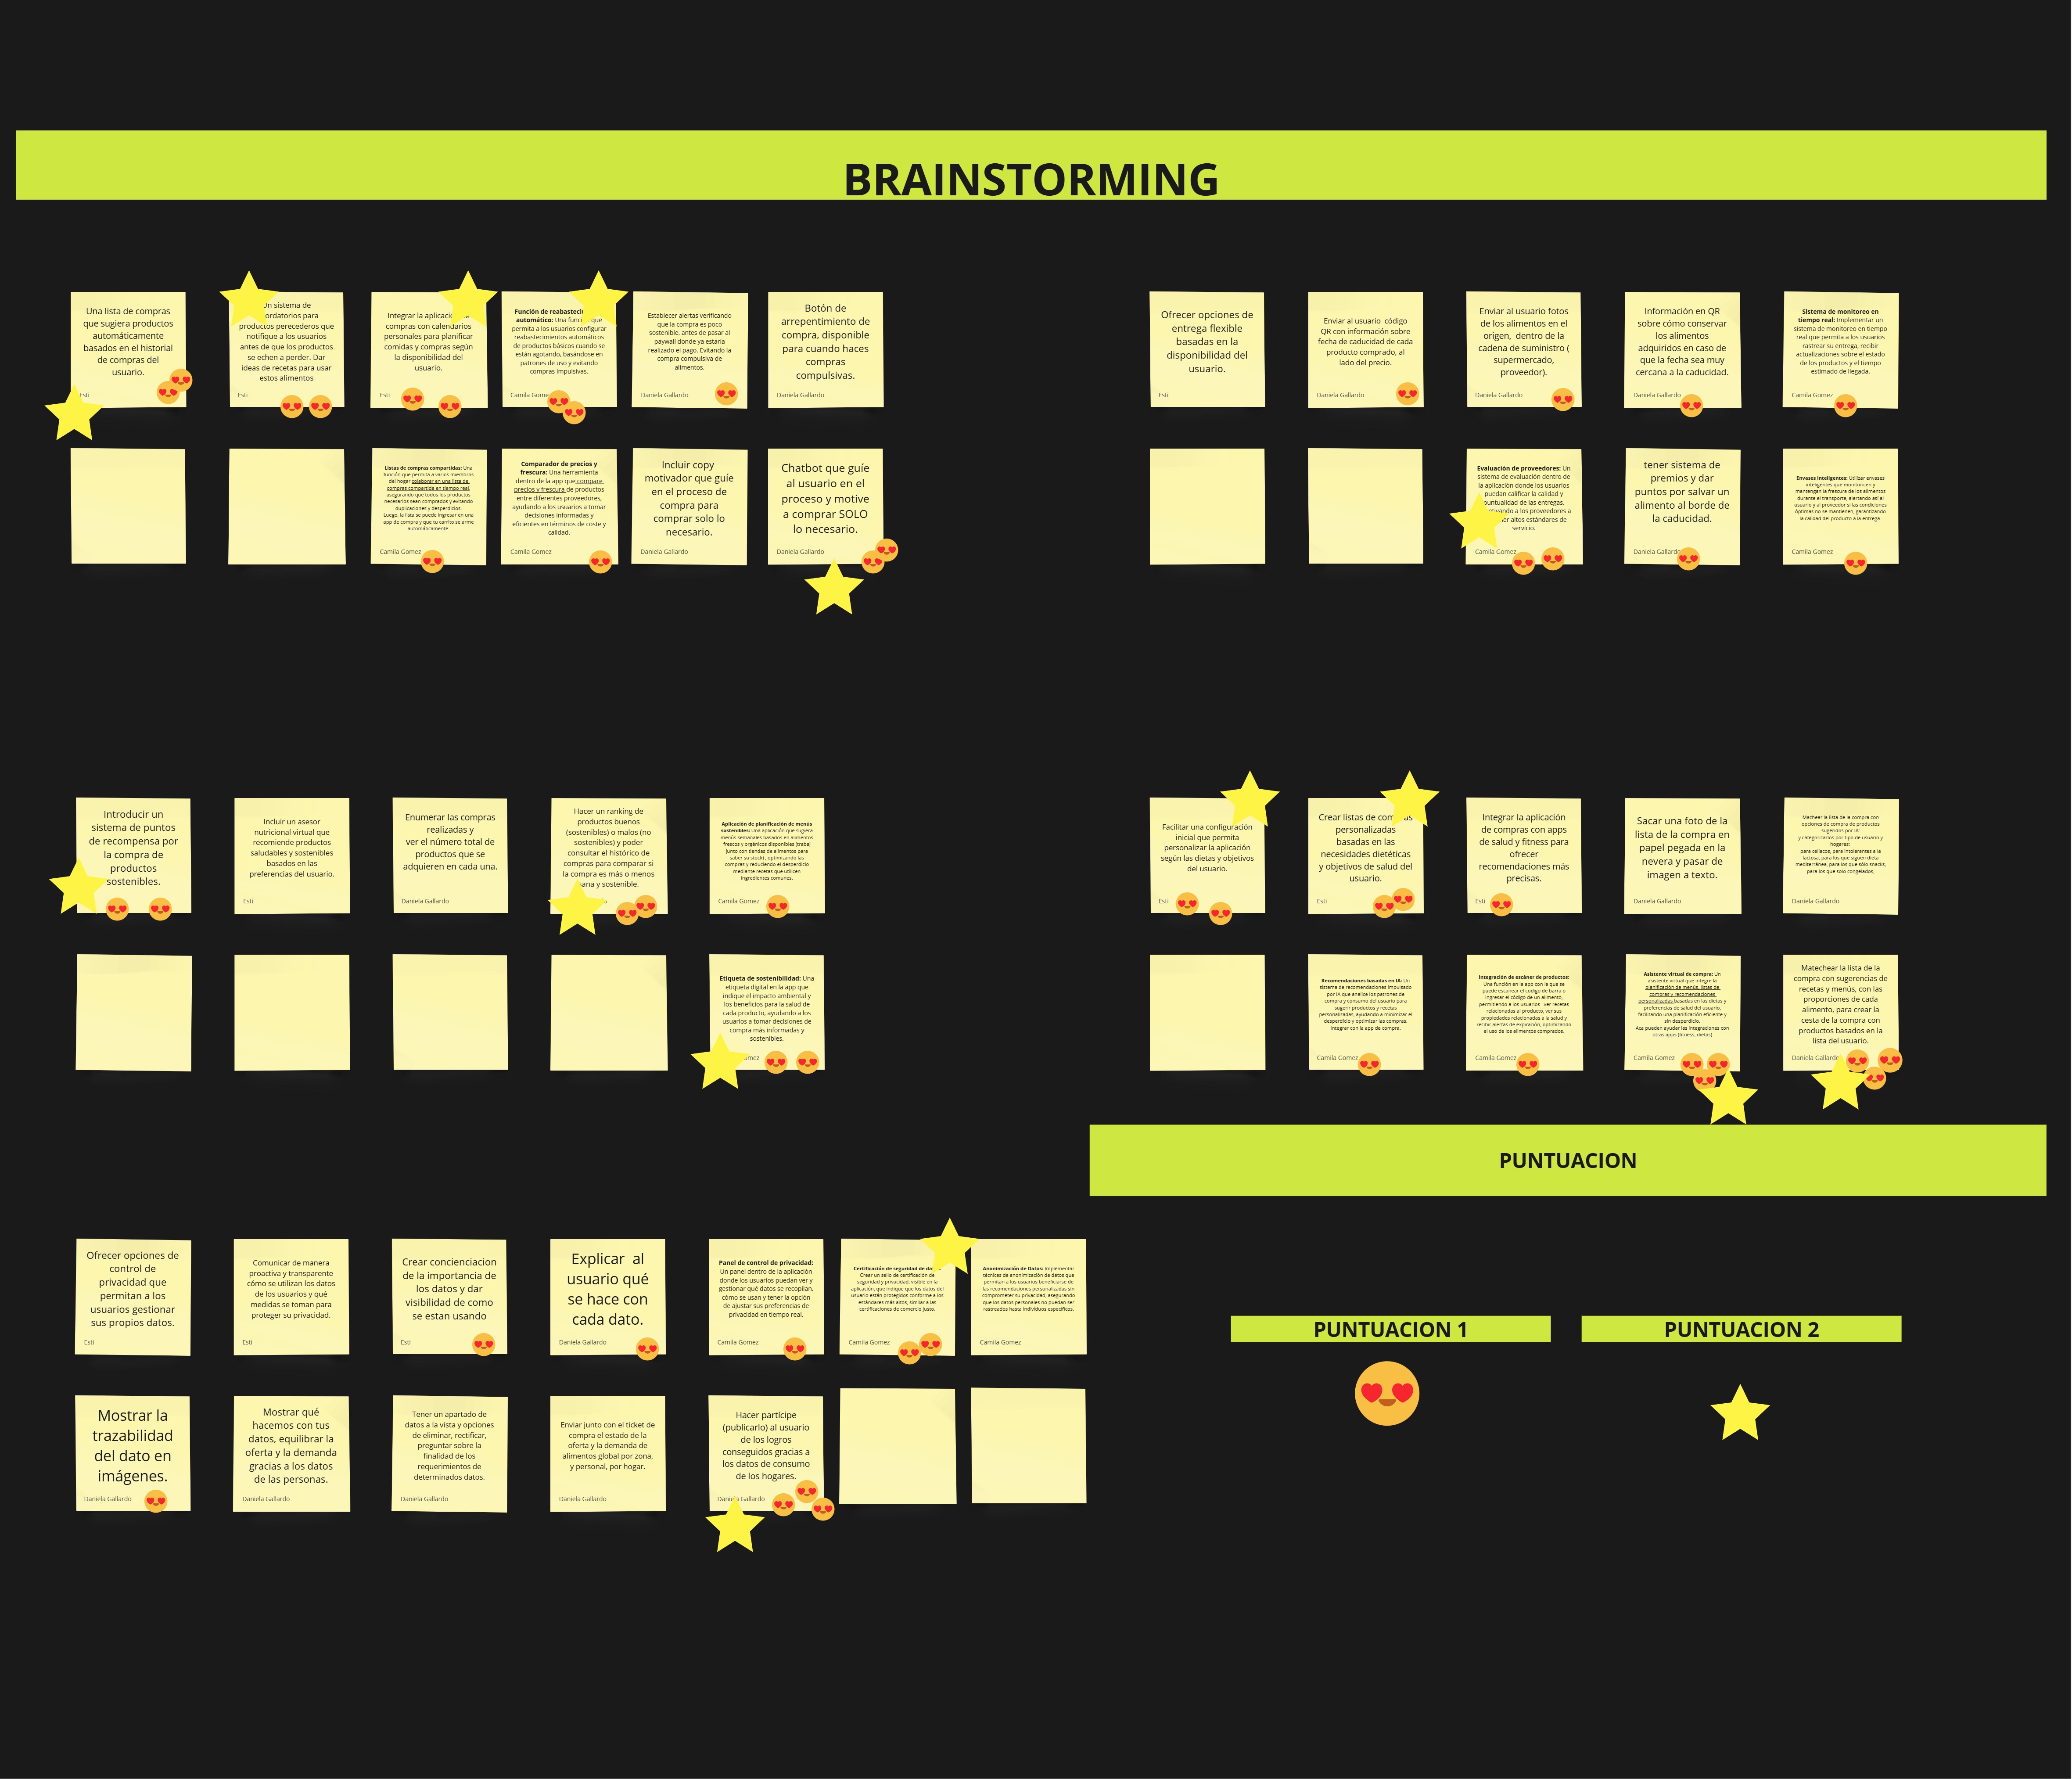 BRAINSTORMING
Una lista de compras
que sugiera productos
automáticamente
basados en el historial
de compras del
usuario.
Esti
sistema de
productos perecederos que
notifique a los usuarios
antes de que los productos
se echen a perder. Dar
ideas de recetas para usar
estos alimentos
Esti
Integrar la
compras con calendarios
personales para planificar
comidas y compras según
la disponibilidad del
usuario.
Esti
Función de
automático: Una que
permita a los usuarios configurar
reabastecimientos automáticos
de productos básicos cuando se
están agotando, basándose en
patrones de uso y evitando
compras impulsivas.
Camila
Establecer alertas verificando
que la compra es poco
sostenible, antes de pasar al
paywall donde ya estaría
realizado el pago. Evitando la
compra compulsiva de
alimentos.
Daniela Gallardo
Botón de
arrepentimiento de
compra, disponible
para cuando haces
compras
compulsivas.
Daniela Gallardo
Listas de compras compartidas: Una
función que permita a varios miembros
del hogar colaborar en una lista de
compras compartida en tiempo real,
asegurando que todos los productos
necesarios sean comprados y evitando
duplicaciones y desperdicios.
Luego, la lista se puede ingresar en una
app de compra y que tu carrito se arme
automáticamente.
Camila Gomez
Comparador de precios y
frescura: Una herramienta
dentro de la app que compare
precios y frescura de productos
entre diferentes proveedores,
ayudando a los usuarios a tomar
decisiones informadas y
eficientes en términos de coste y
calidad.
Camila Gomez
Incluir copy
motivador que guíe
en el proceso de
compra para
comprar solo lo
necesario.
Daniela Gallardo
Chatbot que guíe
al usuario en el
proceso y motive
a comprar SOLO
lo necesario.
Daniela Gallardo
Ofrecer opciones de
entrega flexible
basadas en la
disponibilidad del
usuario.
Esti
Enviar al usuario código
QR con información sobre
fecha de caducidad de cada
producto comprado, al
lado del precio.
Daniela Gallardo
Enviar al usuario fotos
de los alimentos en el
origen, dentro de la
cadena de suministro (
supermercado,
proveedor).
Daniela Gallardo
Información en QR
sobre cómo conservar
los alimentos
adquiridos en caso de
que la fecha sea muy
cercana a la caducidad.
Daniela Gallardo
Sistema de monitoreo en
tiempo real: Implementar un
sistema de monitoreo en tiempo
real que permita a los usuarios
rastrear su entrega, recibir
actualizaciones sobre el estado
de los productos y el tiempo
estimado de llegada.
Camila Gomez
Evaluación de proveedores: Un
sistema de evaluación dentro de
la aplicación donde los usuarios
puedan calificar la calidad y
puntualidad de las entregas,
a los proveedores a
altos estándares de
servicio.
Camila Gomez
tener sistema de
premios y dar
puntos por salvar un
alimento al borde de
la caducidad.
Daniela Gallardo
Envases inteligentes: Utilizar envases
inteligentes que monitoricen y
mantengan la frescura de los alimentos
durante el transporte, alertando así al
usuario y al proveedor si las condiciones
óptimas no se mantienen, garantizando
la calidad del producto a la entrega.
Camila Gomez
Introducir un
sistema de puntos
de recompensa por
la compra de
productos
sostenibles.
Incluir un asesor
nutricional virtual que
recomiende productos
saludables y sostenibles
basados en las
preferencias del usuario.
Esti
Enumerar las compras
realizadas y
ver el número total de
productos que se
adquieren en cada una.
Daniela Gallardo
Hacer un ranking de
productos buenos
(sostenibles) o malos (no
sostenibles) y poder
consultar el histórico de
compras para comparar si
la compra es más o menos
sana y sostenible.
Aplicación de planificación de menús
sostenibles: Una aplicación que sugiera
menús semanales basados en alimentos
frescos y orgánicos disponibles (trabaj
junto con tiendas de alimentos para
saber su stock) , optimizando las
compras y reduciendo el desperdicio
mediante recetas que utilicen
ingredientes comunes.
Camila Gomez
Etiqueta de sostenibilidad: Una
etiqueta digital en la app que
indique el impacto ambiental y
los beneficios para la salud de
cada producto, ayudando a los
usuarios a tomar decisiones de
compra más informadas y
sostenibles.
Facilitar una configuración
inicial que permita
personalizar la aplicación
según las dietas y objetivos
del usuario.
Esti
Crear listas de compras
personalizadas
basadas en las
necesidades dietéticas
y objetivos de salud del
usuario.
Esti
Integrar la aplicación
de compras con apps
de salud y fitness para
ofrecer
recomendaciones más
precisas.
Esti
Sacar una foto de la
lista de la compra en
papel pegada en la
nevera y pasar de
imagen a texto.
Daniela Gallardo
Machear la lista de la compra con
opciones de compra de productos
sugeridos por IA:
y categorizarlos por tipo de usuario y
hogares:
para celíacos, para intolerantes a la
lactosa, para los que siguen dieta
mediterránea, para los que sólo snacks,
para los que solo congelados,
Daniela Gallardo
Recomendaciones basadas en IA: Un
sistema de recomendaciones impulsado
por IA que analice los patrones de
compra y consumo del usuario para
sugerir productos y recetas
personalizadas, ayudando a minimizar el
desperdicio y optimizar las compras.
Integrar con la app de compra.
Camila Gomez
Integración de escáner de productos:
Una función en la app con la que se
puede escanear el código de barra o
ingresar el código de un alimento,
permitiendo a los usuarios ver recetas
relacionadas al producto, ver sus
propiedades relacionadas a la salud y
recibir alertas de expiración, optimizando
el uso de los alimentos comprados.
Camila Gomez
Asistente virtual de compra: Un
asistente virtual que integre la
planificación de menús, listas de
compras y recomendaciones
personalizadas basadas en las dietas y
preferencias de salud del usuario,
facilitando una planificación eficiente y
sin desperdicio.
Aca pueden ayudar las integraciones con
otras apps (fitness, dietas)
Camila Gomez
Matechear la lista de la
compra con sugerencias de
recetas y menús, con las
proporciones de cada
alimento, para crear la
cesta de la compra con
productos basados en la
lista del usuario.
Daniela Gallardo
PUNTUACION
Ofrecer opciones de
control de
privacidad que
permitan a los
usuarios gestionar
sus propios datos.
Esti
Comunicar de manera
proactiva y transparente
cómo se utilizan los datos
de los usuarios y qué
medidas se toman para
proteger su privacidad.
Esti
Crear concienciacion
de la importancia de
los datos y dar
visibilidad de como
se estan usando
Esti
Explicar al
usuario qué
se hace con
cada dato.
Daniela Gallardo
Panel de control de privacidad:
Un panel dentro de la aplicación
donde los usuarios puedan ver y
gestionar qué datos se recopilan,
cómo se usan y tener la opción
de ajustar sus preferencias de
privacidad en tiempo real.
Camila Gomez
Certificación de seguridad de
Crear un sello de certificación de
seguridad y privacidad, visible en la
aplicación, que indique que los datos del
usuario están protegidos conforme a los
estándares más altos, similar a las
certificaciones de comercio justo.
Camila Gomez
Anonimización de Datos: Implementar
técnicas de anonimización de datos que
permitan a los usuarios beneficiarse de
las recomendaciones personalizadas sin
comprometer su privacidad, asegurando
que los datos personales no puedan ser
rastreados hasta individuos específicos.
Camila Gomez
Mostrar la
trazabilidad
del dato en
imágenes.
Daniela Gallardo
Mostrar qué
hacemos con tus
datos, equilibrar la
oferta y la demanda
gracias a los datos
de las personas.
Daniela Gallardo
Tener un apartado de
datos a la vista y opciones
de eliminar, rectificar,
preguntar sobre la
finalidad de los
requerimientos de
determinados datos.
Daniela Gallardo
Enviar junto con el ticket de
compra el estado de la
oferta y la demanda de
alimentos global por zona,
y personal, por hogar.
Daniela Gallardo
Hacer partícipe
(publicarlo) al usuario
de los logros
conseguidos gracias a
los datos de consumo
de los hogares.
Daniela Gallardo
PUNTUACION 1
PUNTUACION 2